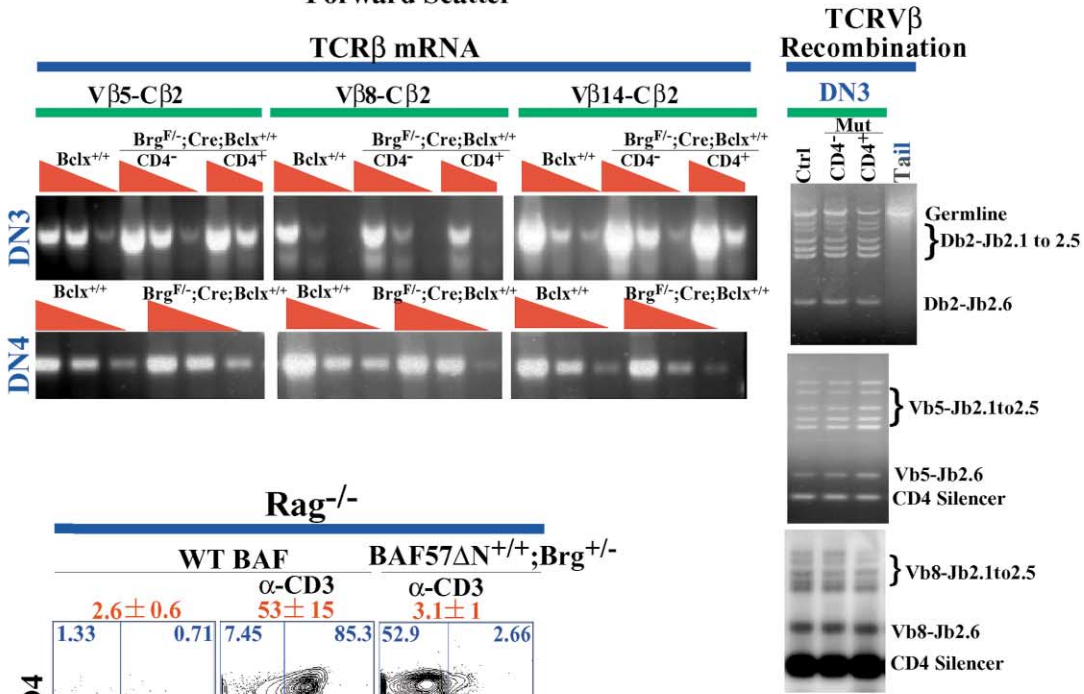 Forward Scatter
TCRβ mRNA
Vβ5-Cβ2
Vβ8-Cβ2
Vβ14-Cβ2
Bclx+/+
BrgF/-;Cre;Bclx+/+
CD4-
CD4+
Bclx+/+
BrgF/-;Cre;Bclx+/+
CD4-
CD4+
Bclx+/+
BrgF/-;Cre;Bclx+/+
CD4-
CD4+
DN3
Bclx+/+
BrgF/-;Cre;Bclx+/+
Bclx+/+
BrgF/-;Cre;Bclx+/+
Bclx+/+
BrgF/-;Cre;Bclx+/+
DN4
TCRVβ
Recombination
DN3
Mut
Ctrl
CD4-
CD4+
Tail
Germline
}Db2-Jb2.1 to 2.5
Db2-Jb2.6
} Vb5-Jb2.1to2.5
Vb5-Jb2.6
CD4 Silencer
} Vb8-Jb2.1to2.5
Vb8-Jb2.6
CD4 Silencer
Rag-/-
WT BAF
BAF57ΔN+/+;Brg+/-
α-CD3
α-CD3
2.6±0.6
53±15
3.1±1
1.33
0.71
7.45
85.3
52.9
2.66